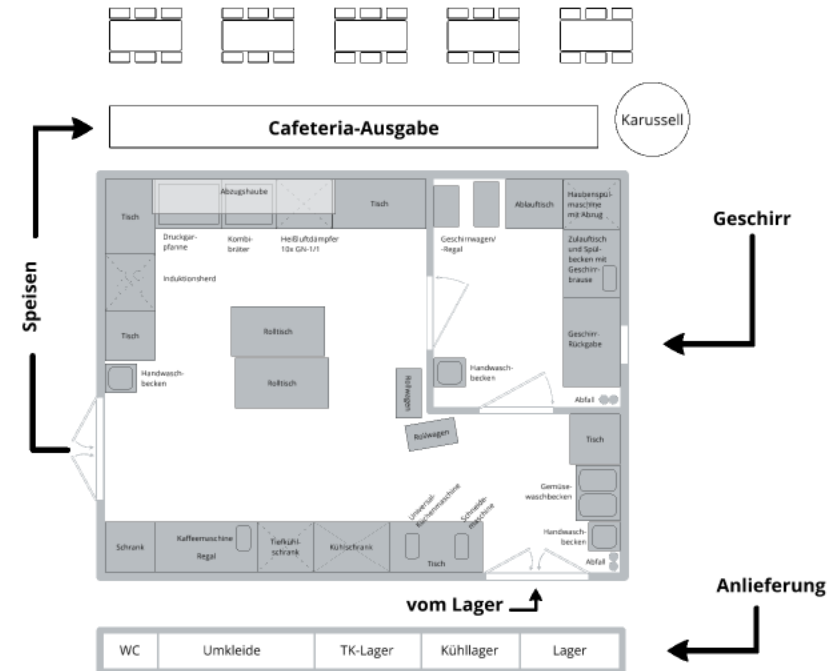 Cafeteria-Ausgabe
Karussell
Speisen
Geschirr
Anlieferung
Tisch
Abzugshaube
Tisch
Druckgar-
pfanne
Kombi-
bräter
Heißluftdämpfer
10x GN-1/1
Induktionsherd
Tisch
Handwasch-
becken
Rolltisch
Rolltisch
Rollwagen
Rollwagen
Geschirrwagen/
-Regal
Ablauftisch
Haubenspül-
maschine
mit Abzug
Zulauftisch
und Spül-
becken mit
Geschirr-
brause
Geschirr-
Rückgabe
Handwasch-
becken
Abfall
Tisch
Gemüse-
waschbecken
Handwasch-
becken
Abfall
Schrank
Kaffeemaschine
Regal
Tiefkühl-
schrank
Kühlschrank
Universal-
Küchenmaschine
Schneide-
maschine
Tisch
vom Lager
WC
Umkleide
TK-Lager
Kühllager
Lager